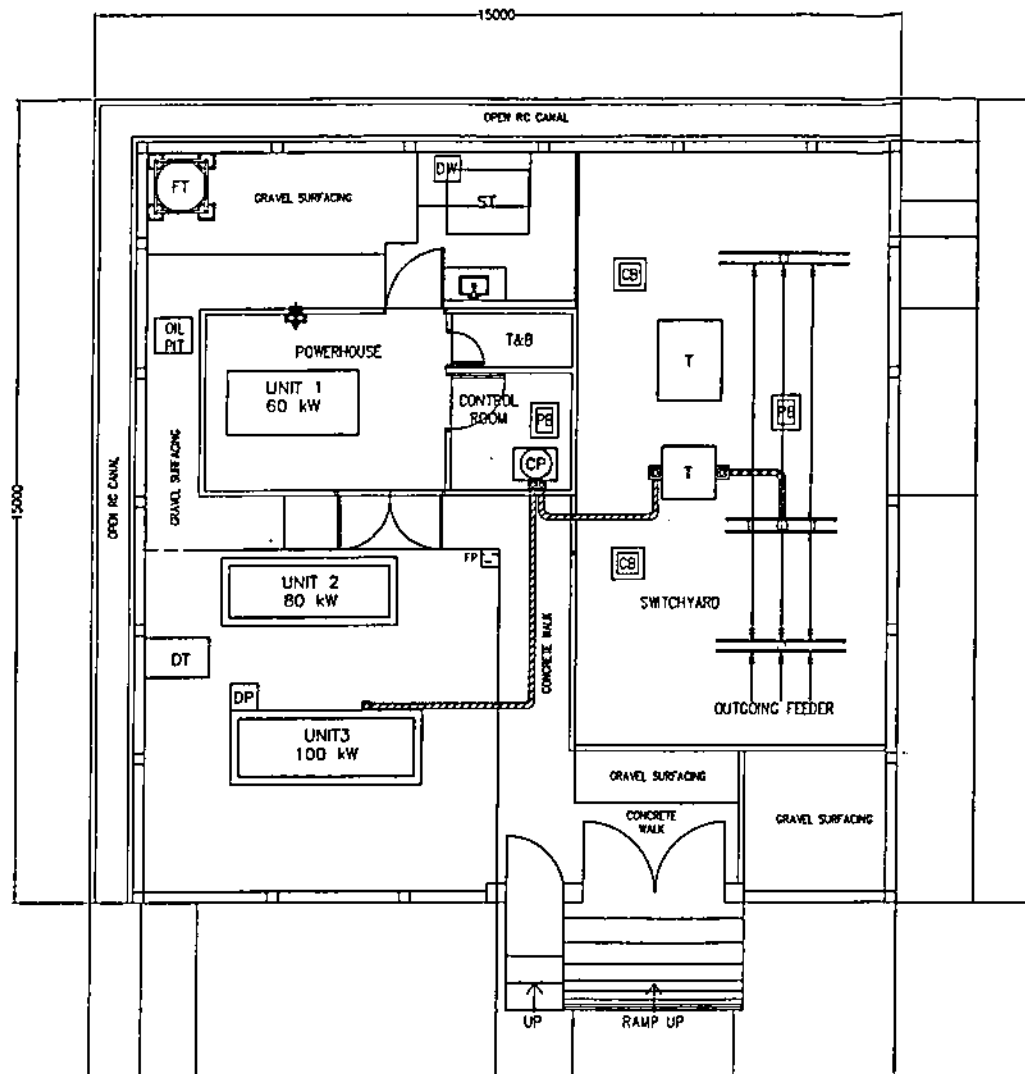 15000
OPEN RC CANAL
FT
GRAVEL SURFACING
DW
ST
CB
OIL
PIT
POWERHOUSE
T&B
T
UNIT 1
60 kW
CONTROL
ROOM
PB
PB
CP
T
GRAVEL SURFACING
OPEN RC CANAL
15000
FP
CB
UNIT 2
80 kW
SWITCHYARD
CONCRETE WALK
DT
DP
OUTGOING FEEDER
UNIT3
100 kW
GRAVEL SURFACING
CONCRETE
WALK
GRAVEL SURFACING
UP
RAMP UP